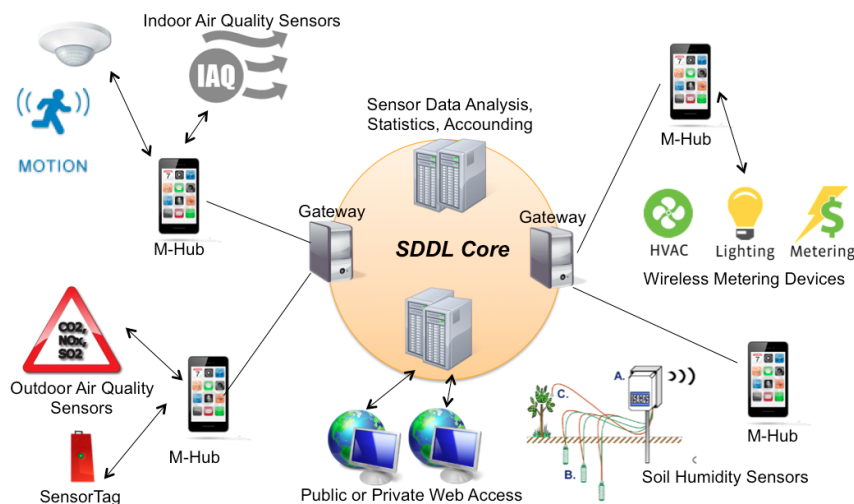 Indoor Air Quality Sensors
IAQ
MOTION
M-Hub
Sensor Data Analysis,
Statistics, Accounding
Gateway
SDDL Core
Gateway
M-Hub
HVAC
Lighting
Metering
Wireless Metering Devices
CO2,
NOx,
SO2
Outdoor Air Quality
Sensors
SensorTag
M-Hub
Public or Private Web Access
A.
C.
B.
Soil Humidity Sensors
M-Hub